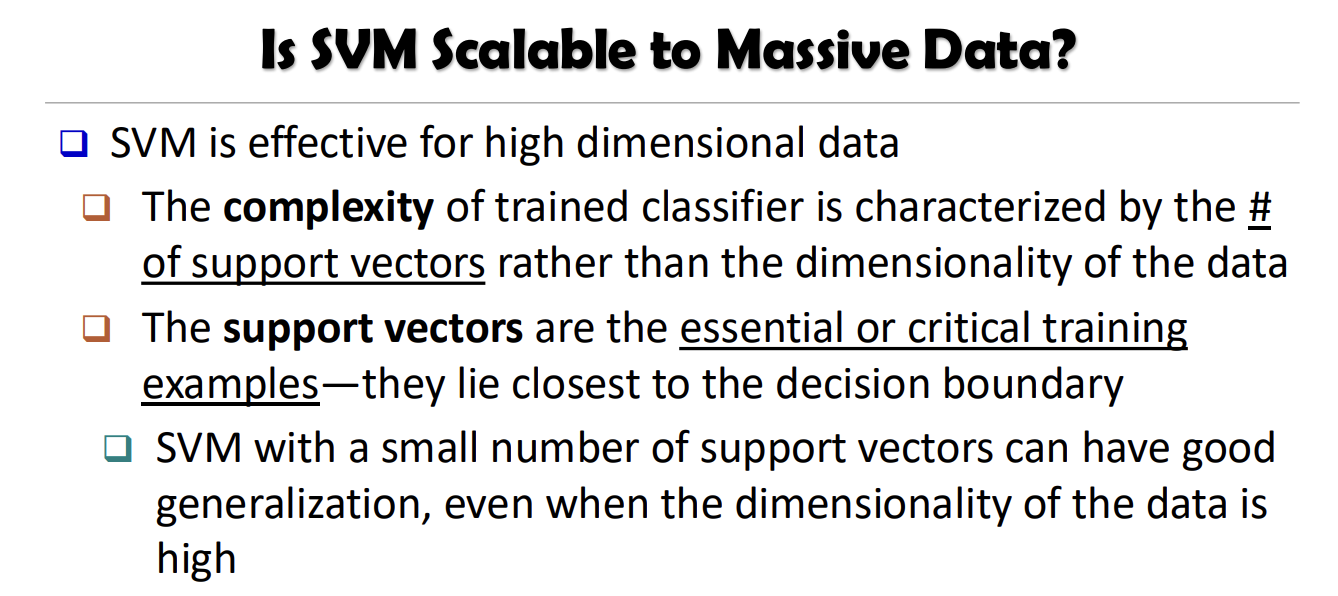 Is SVM Scalable to Massive Data?
SVM is effective for high dimensional data
The complexity of trained classifier is characterized by the #
of support vectors rather than the dimensionality of the data
The support vectors are the essential or critical training
examples—they lie closest to the decision boundary
SVM with a small number of support vectors can have good
generalization, even when the dimensionality of the data is
high